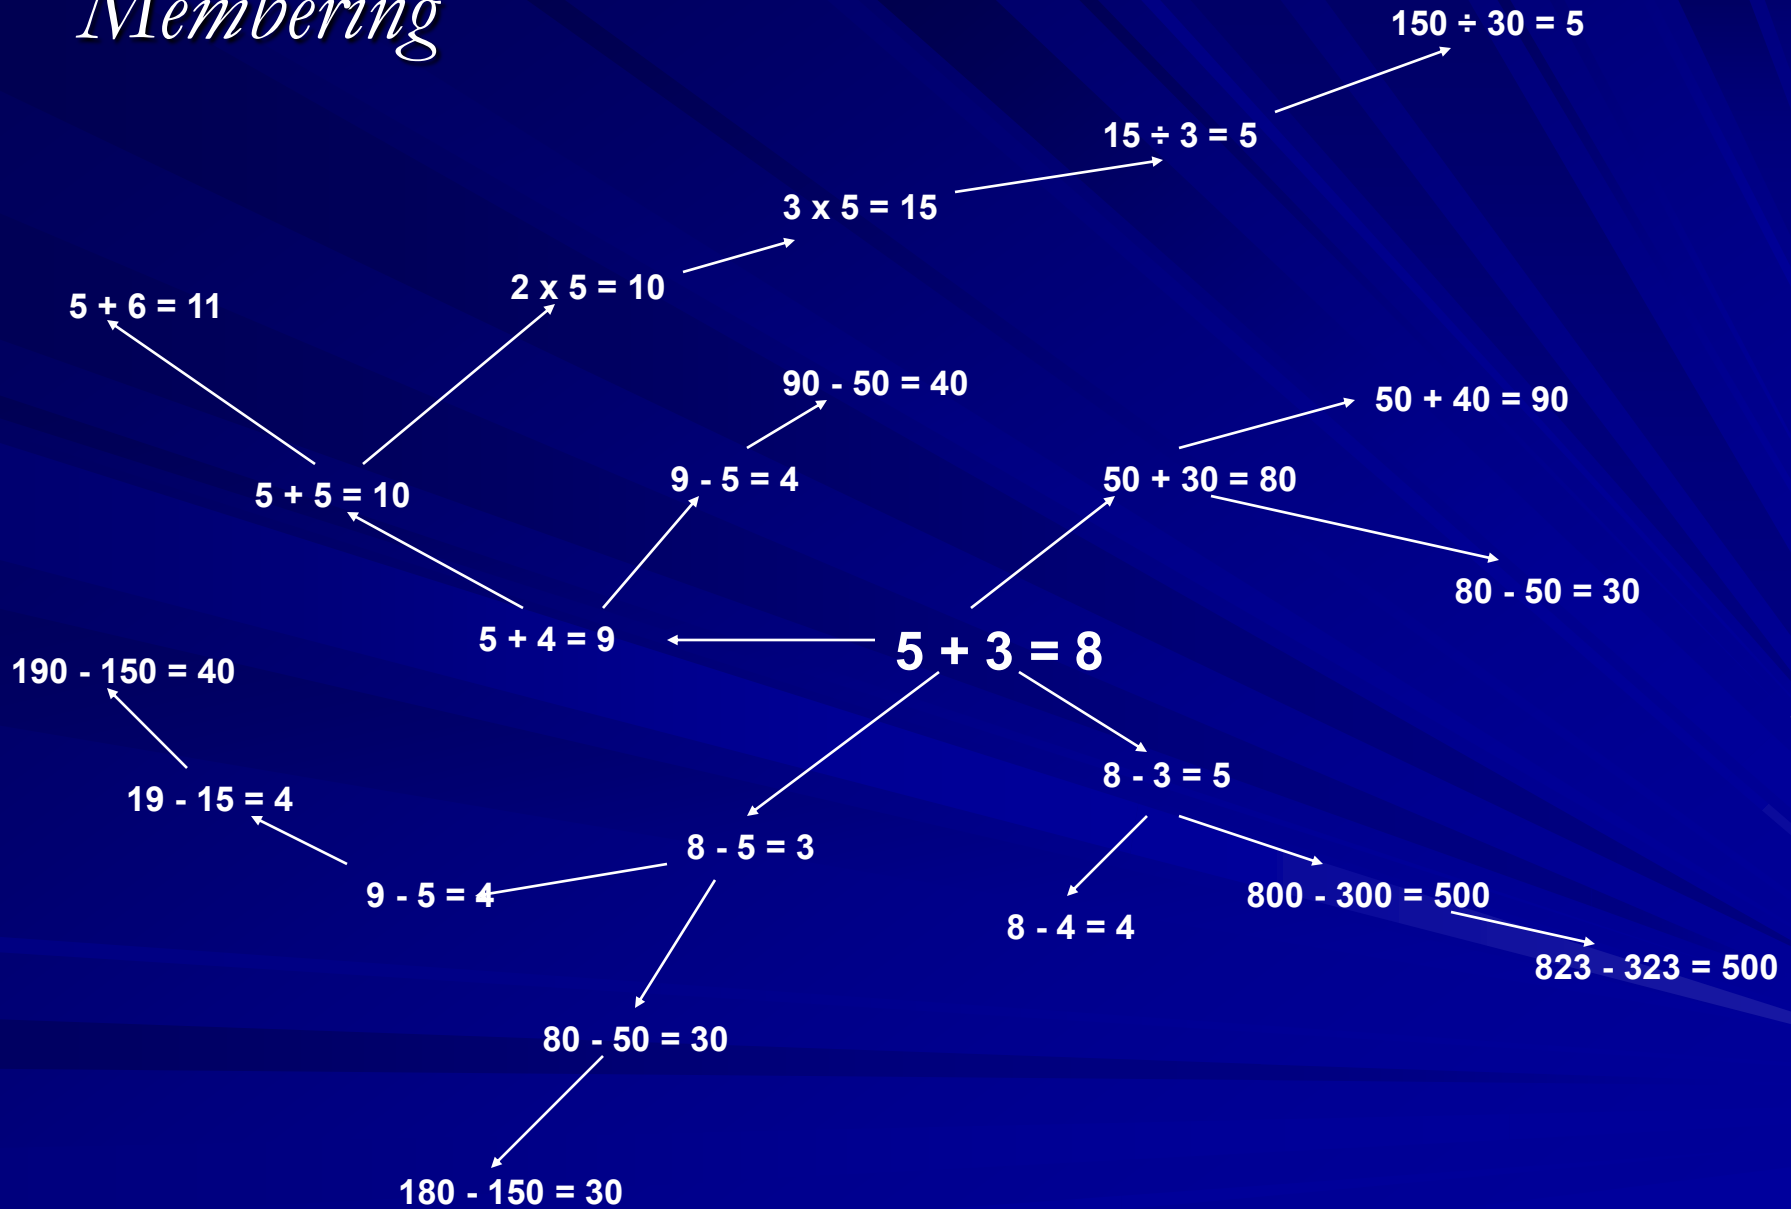 Membering
150 ÷ 30 = 5
15 ÷ 3 = 5
3 x 5 = 15
2 x 5 = 10
5 + 6 = 11
90 - 50 = 40
50 + 40 = 90
9 - 5 = 4
50 + 30 = 80
5 + 5 = 10
80 - 50 = 30
5 + 4 = 9
5 + 3 = 8
190 - 150 = 40
8 - 3 = 5
19 - 15 = 4
8 - 5 = 3
9 - 5 = 4
800 - 300 = 500
8 - 4 = 4
823 - 323 = 500
80 - 50 = 30
180 - 150 = 30